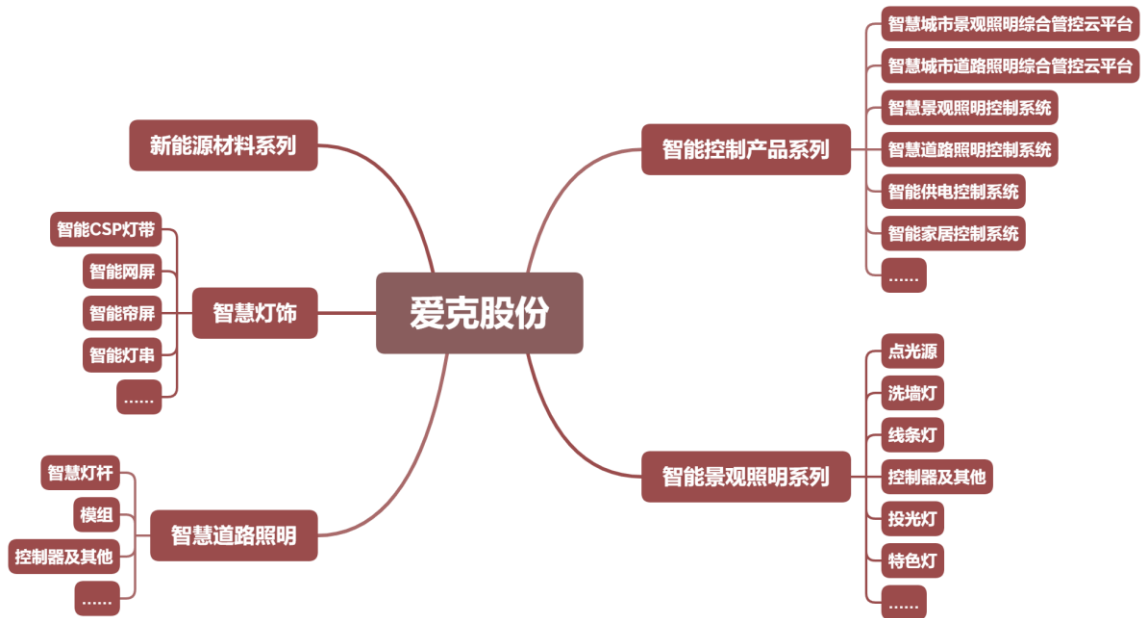 爱克股份
智能控制产品系列
智慧城市景观照明综合管控云平台
智慧城市道路照明综合管控云平台
智慧景观照明控制系统
智慧道路照明控制系统
智能供电控制系统
智能家居控制系统
……
智能景观照明系列
点光源
洗墙灯
线条灯
控制器及其他
投光灯
特色灯
……
新能源材料系列
智慧灯饰
智能CSP灯带
智能网屏
智能帘屏
智能灯串
……
智慧道路照明
智慧灯杆
模组
控制器及其他
……